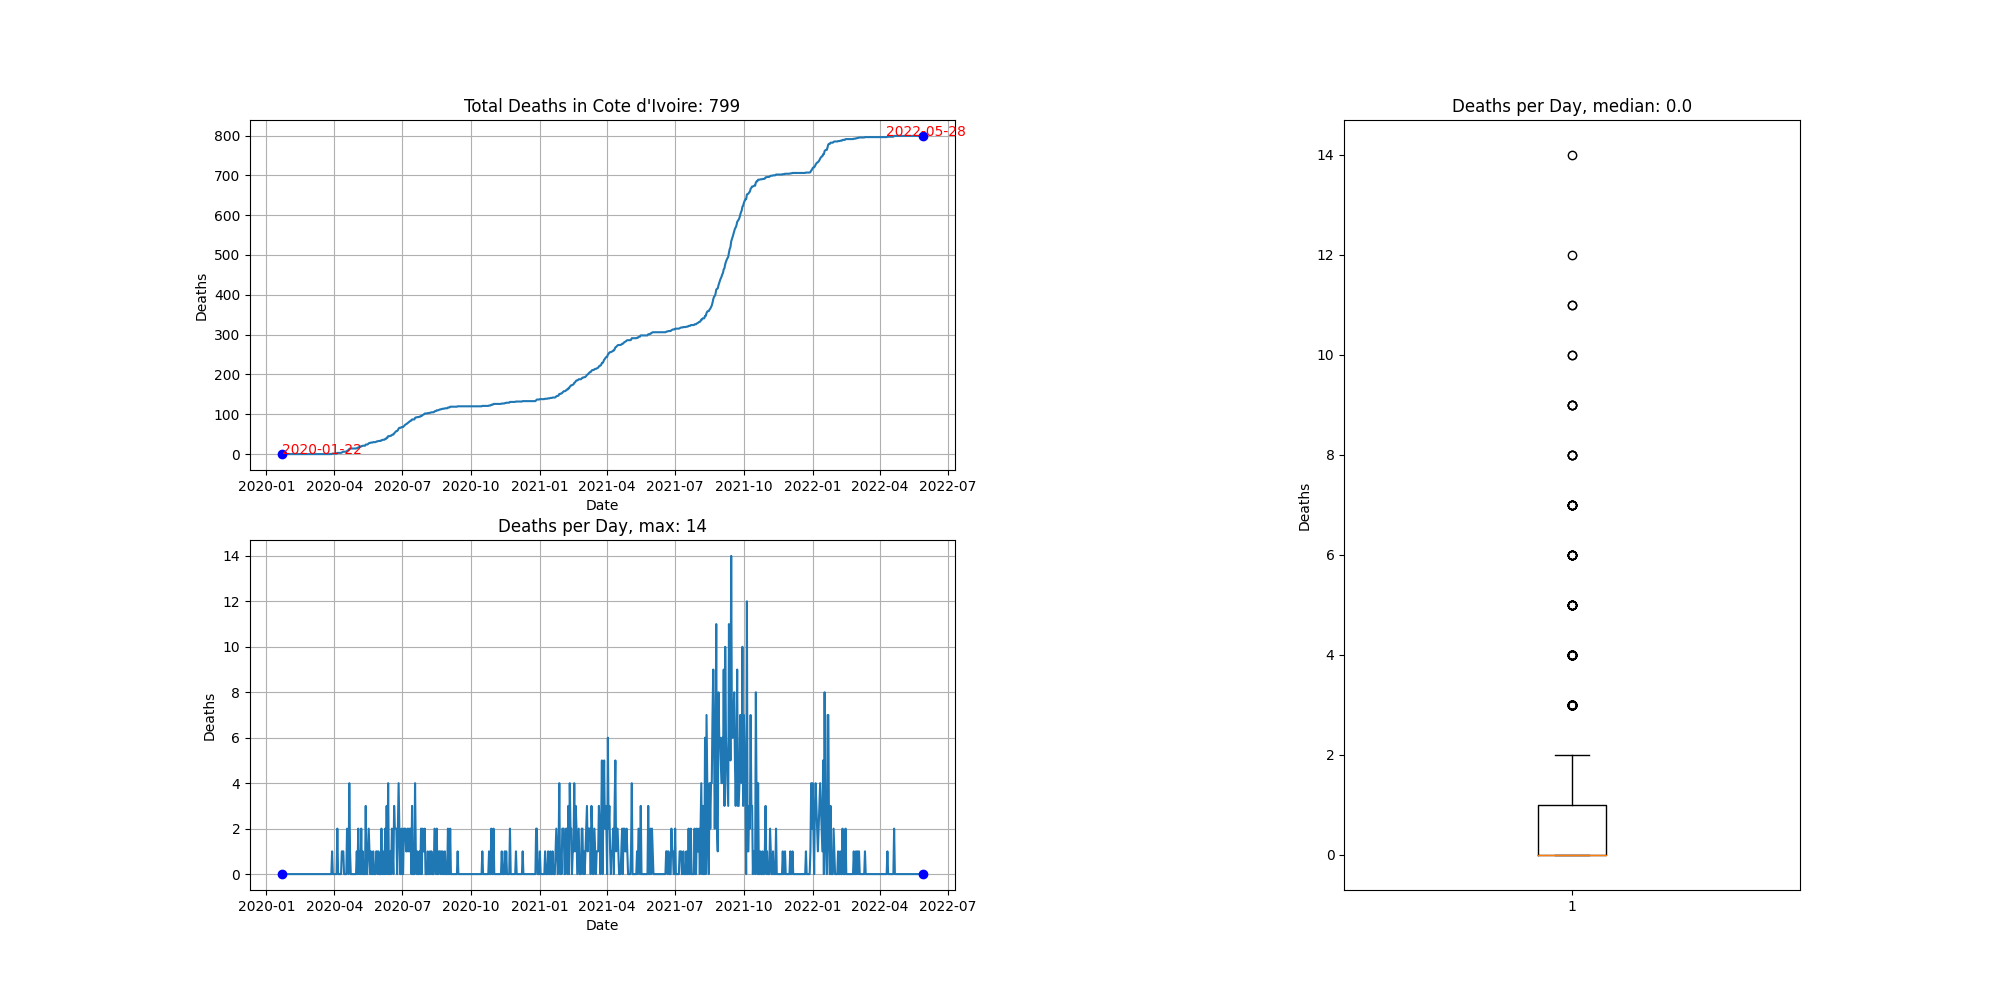 Total Deaths in Cote d'Ivoire: 799
Deaths
800
700
600
500
400
300
200
100
0
2020-01-22
2022-05-28
2020-01 2020-04 2020-07 2020-10 2021-01 2021-04 2021-07 2021-10 2022-01 2022-04 2022-07
Date
Deaths per Day, max: 14
Deaths
14
12
10
8
6
4
2
0
2020-01 2020-04 2020-07 2020-10 2021-01 2021-04 2021-07 2021-10 2022-01 2022-04 2022-07
Date
Deaths per Day, median: 0.0
Deaths
14
12
10
8
6
4
2
0
1